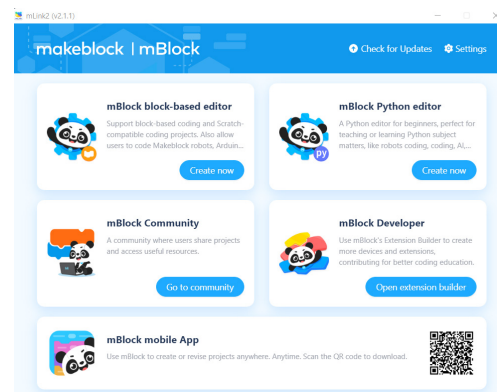 mLink2 (v2.1.1)
makeblock | mBlock
Check for Updates
Settings
mBlock block-based editor
Support block-based coding and Scratch-
compatible coding projects. Also allow
users to code Makeblock robots, Arduin...
Create now
mBlock Python editor
A Python editor for beginners, perfect for
teaching or learning Python subject
matters, like robots coding, coding, AI,...
py
Create now
mBlock Community
A community where users share projects
and access useful resources.
Go to community
mBlock Developer
Use mBlock's Extension Builder to create
more devices and extensions,
contributing for better coding education.
Open extension builder
mBlock mobile App
Use mBlock to create or revise projects anywhere. Anytime. Scan the QR code to download.